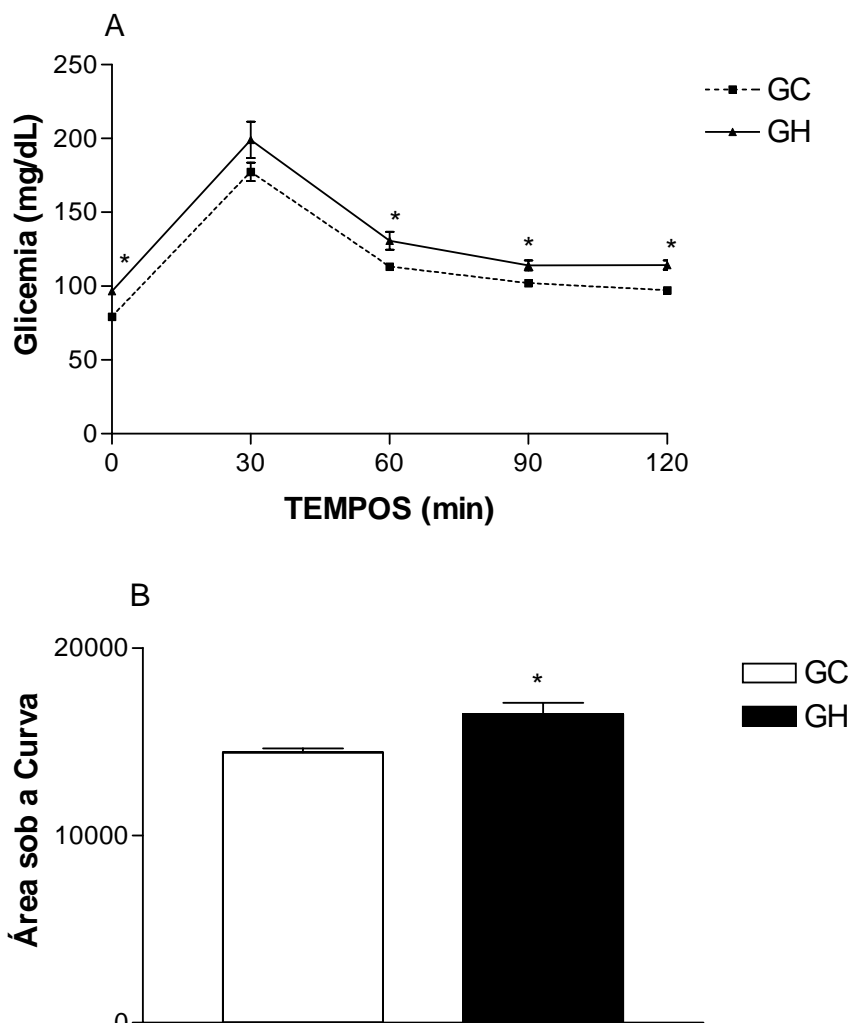 A
250
200
150
100
50
0
Glicemia (mg/dL)
*
*
*
*
0 30 60 90 120
TEMPOS (min)
GC
GH
B
20000
10000
0
Área sob a Curva
*
GC
GH